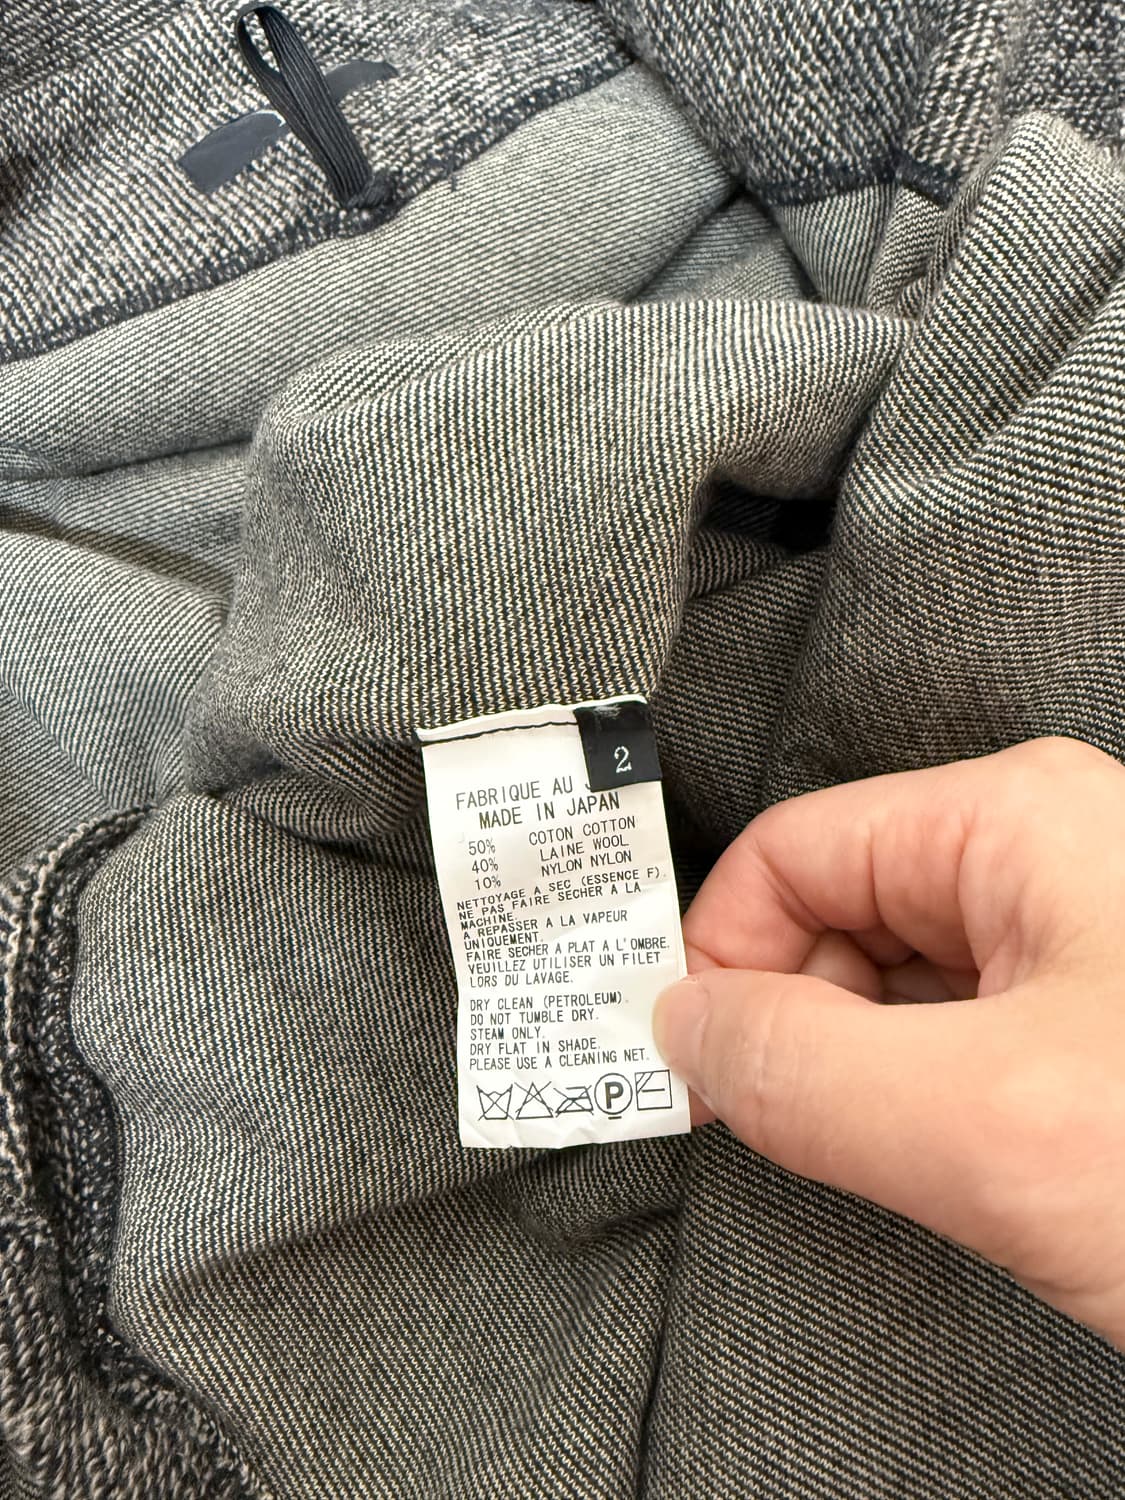 2
FABRIQUE AU J
MADE IN JAPAN
50% COTON COTTON
40% LAINE WOOL
10% NYLON NYLON
NETTOYAGE A SEC (ESSENCE F).
NE PAS FAIRE SECHER A LA
MACHINE.
A REPASSER A LA VAPEUR
UNIQUEMENT.
FAIRE SECHER A PLAT A L'OMBRE.
VEUILLEZ UTILISER UN FILET
LORS DU LAVAGE.
DRY CLEAN (PETROLEUM).
DO NOT TUMBLE DRY.
STEAM ONLY.
DRY FLAT IN SHADE.
PLEASE USE A CLEANING NET.
P